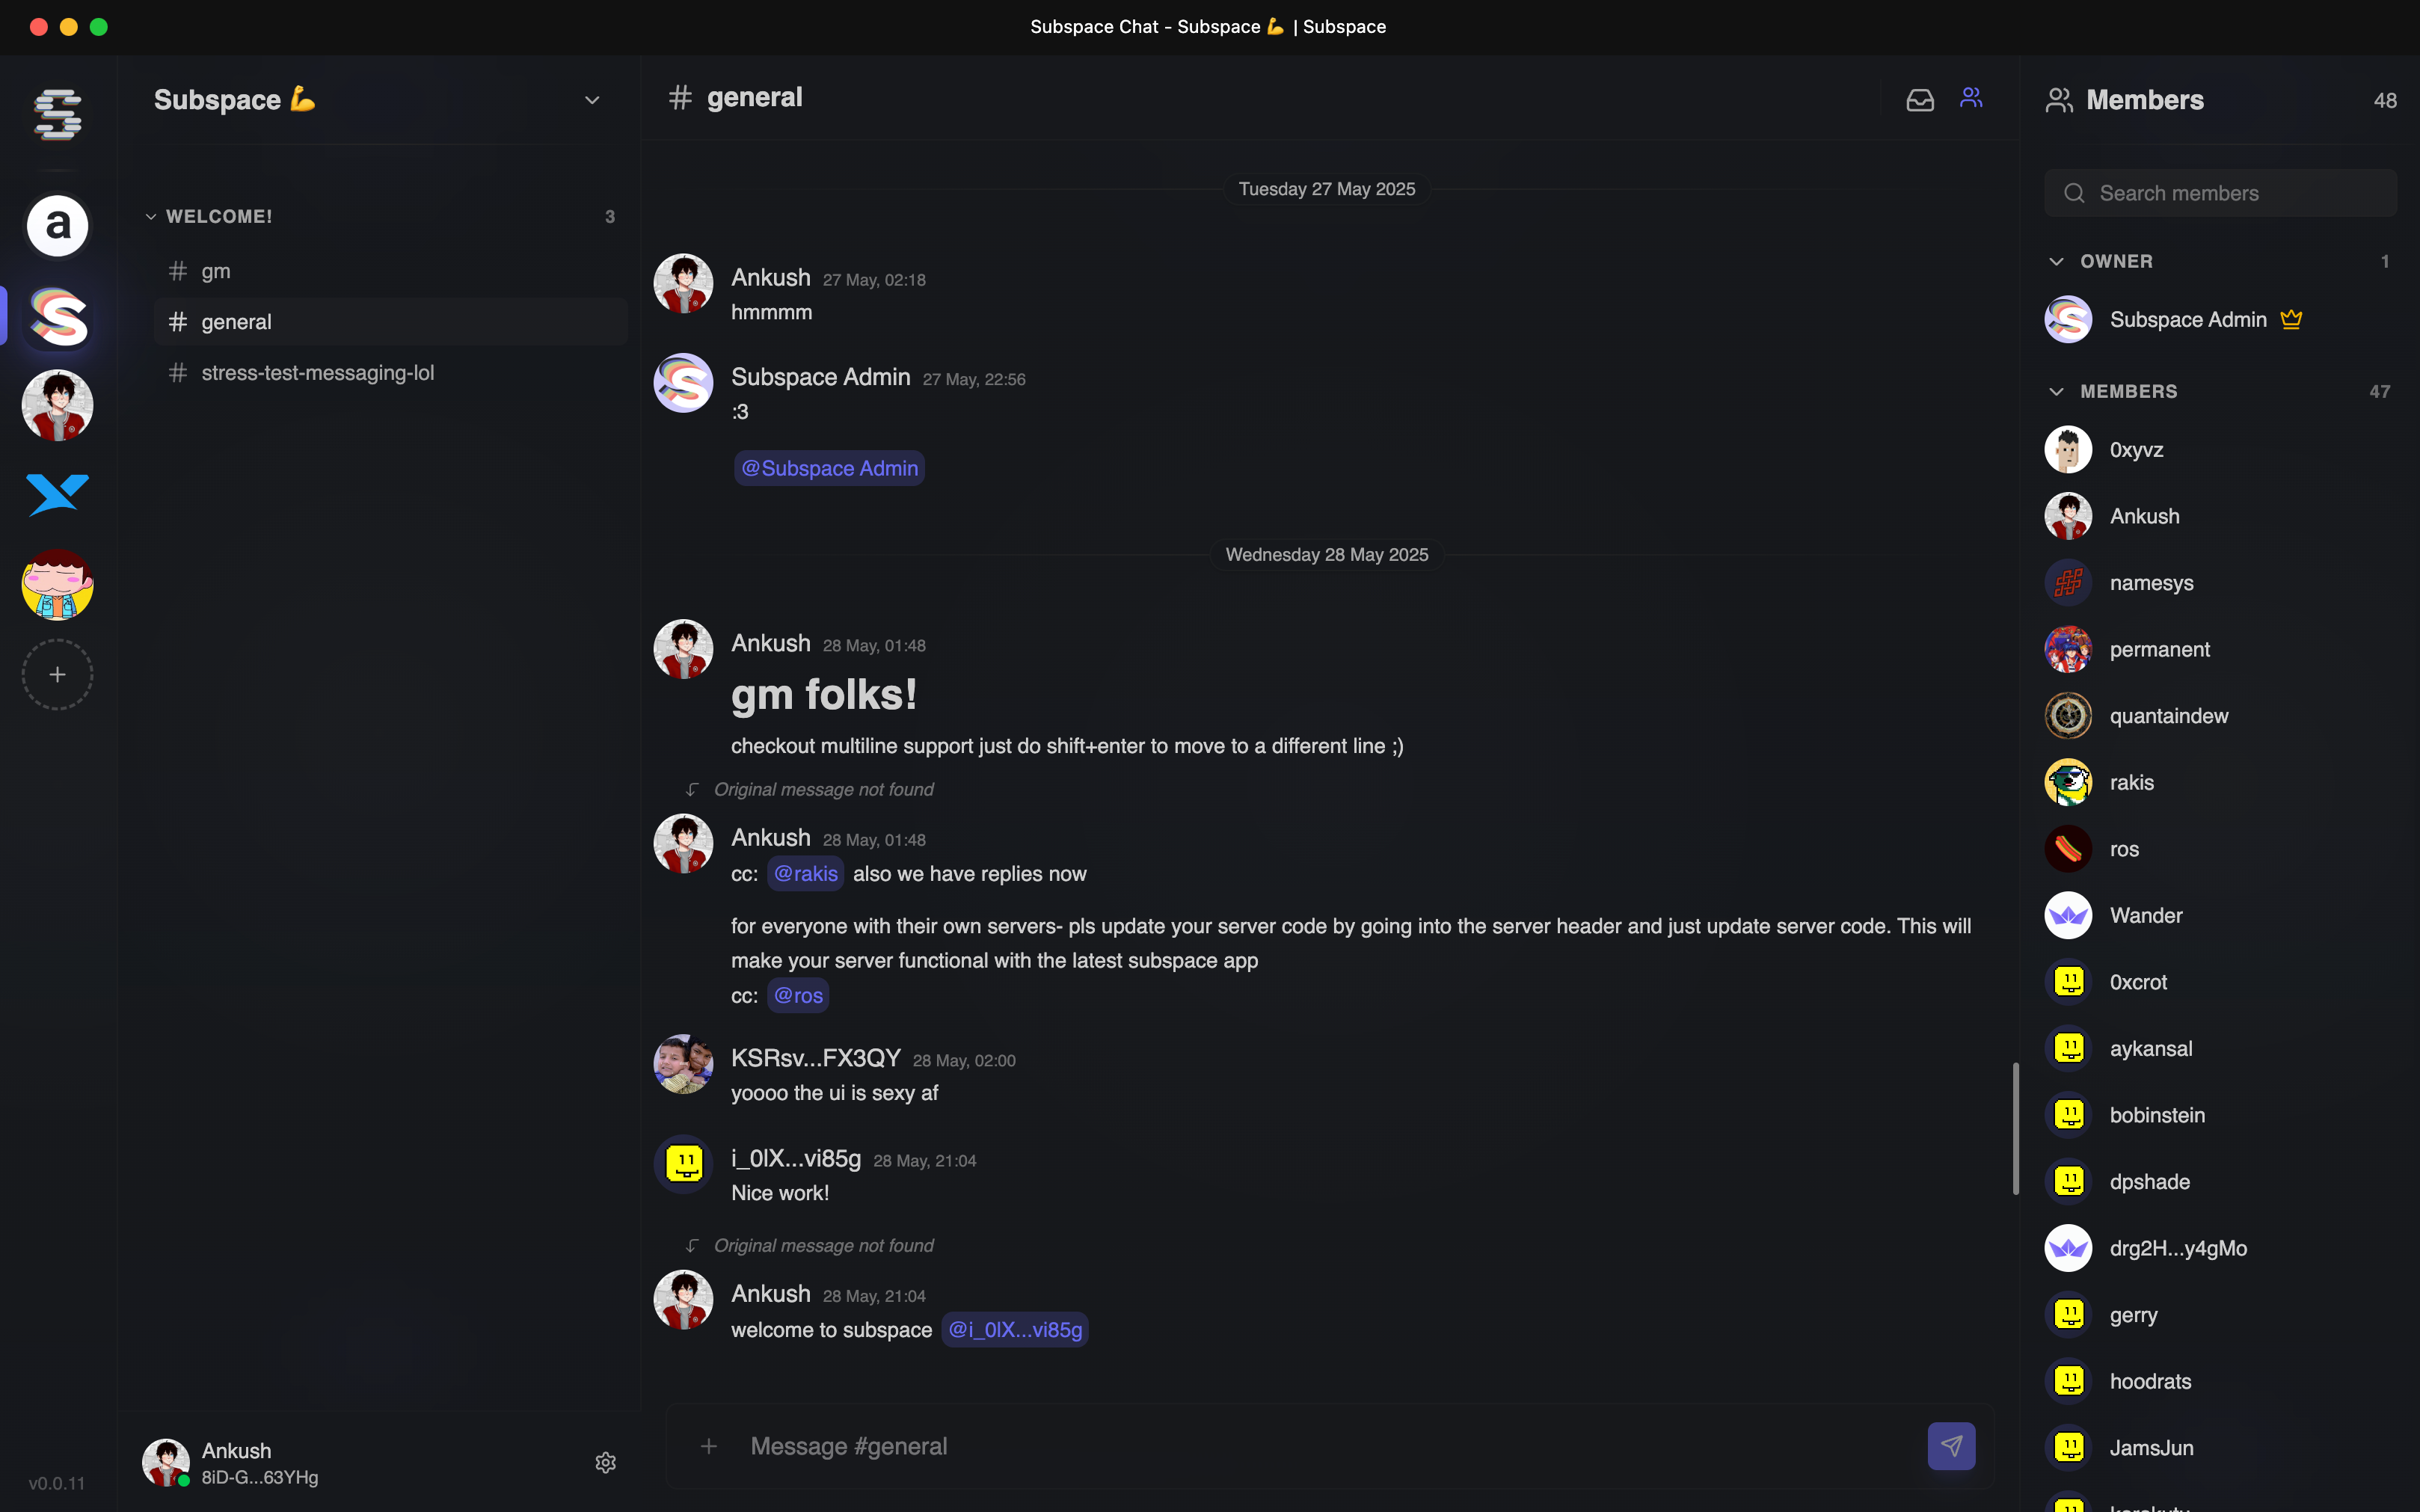 Subspace Chat - Subspace 💪 | Subspace
a
v0.0.11
Subspace 💪
WELCOME! 3
# gm
# general
# stress-test-messaging-lol
Ankush
8iD-G...63YHg
# general
Tuesday 27 May 2025
Ankush 27 May, 02:18
hmmmm
Subspace Admin 27 May, 22:56
:3
@Subspace Admin
Wednesday 28 May 2025
Ankush 28 May, 01:48
gm folks!
checkout multiline support just do shift+enter to move to a different line ;)
Original message not found
Ankush 28 May, 01:48
cc: @rakis also we have replies now
for everyone with their own servers- pls update your server code by going into the server header and just update server code. This will
make your server functional with the latest subspace app
cc: @ros
KSRsv...FX3QY 28 May, 02:00
yoooo the ui is sexy af
i_0lX...vi85g 28 May, 21:04
Nice work!
Original message not found
Ankush 28 May, 21:04
welcome to subspace @i_0lX...vi85g
Message #general
Members 48
Search members
OWNER 1
Subspace Admin
MEMBERS 47
0xyvz
Ankush
namesys
permanent
quantaindew
rakis
ros
Wander
0xcrot
aykansal
bobinstein
dpshade
drg2H...y4gMo
gerry
hoodrats
JamsJun